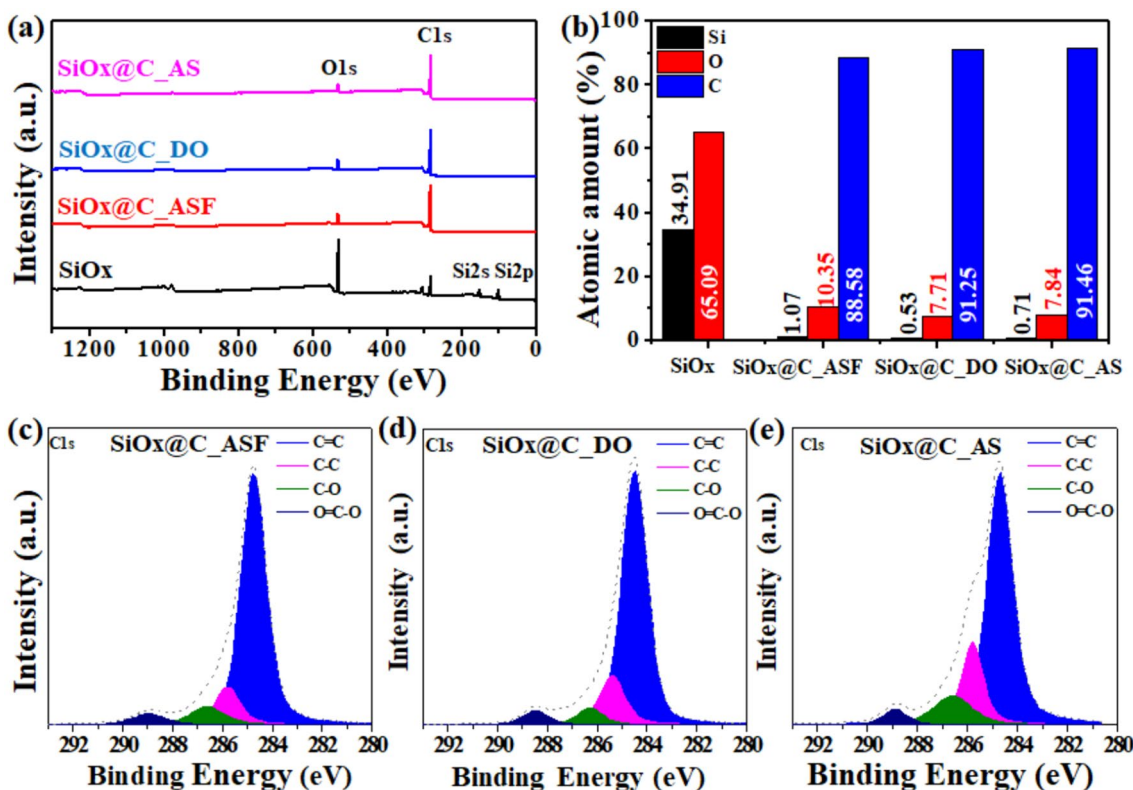 (a)
C1s
O1s
SiOx@C_AS
SiOx@C_DO
SiOx@C_ASF
SiOx
Si2s Si2p
Intensity (a.u.)
1200 1000 800 600 400 200 0
Binding Energy (eV)
(b)
Si
O
C
Atomic amount (%)
100
80
60
40
20
0
34.91
65.09
1.07
10.35
88.58
0.53
7.71
91.25
0.71
7.84
91.46
SiOx SiOx@C_ASF SiOx@C_DO SiOx@C_AS
(c)
C1s
SiOx@C_ASF
C=C
C-C
C-O
O=C-O
Intensity (a.u.)
292 290 288 286 284 282 280
Binding Energy (eV)
(d)
C1s
SiOx@C_DO
C=C
C-C
C-O
O=C-O
Intensity (a.u.)
292 290 288 286 284 282 280
Binding Energy (eV)
(e)
C1s
SiOx@C_AS
C=C
C-C
C-O
O=C-O
Intensity (a.u.)
292 290 288 286 284 282 280
Binding Energy (eV)